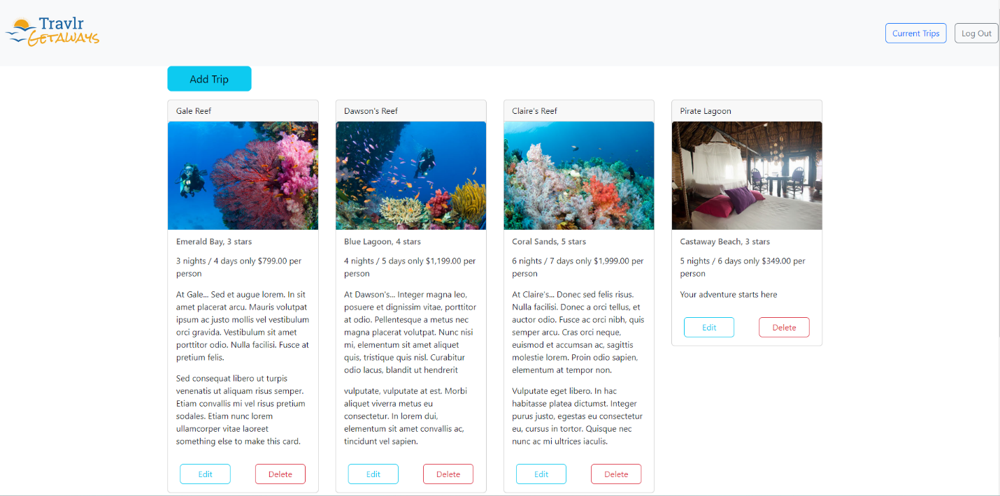 Travlr
Getaways
Current Trips
Log Out
Add Trip
Gale Reef
Emerald Bay, 3 stars
3 nights / 4 days only $799.00 per
person
At Gale... Sed et augue lorem. In sit
amet placerat arcu. Mauris volutpat
ipsum ac justo mollis vel vestibulum
orci gravida. Vestibulum sit amet
porttitor odio. Nulla facilisi. Fusce at
pretium felis.
Sed consequat libero ut turpis
venenatis ut aliquam risus semper.
Etiam convallis mi vel risus pretium
sodales. Etiam nunc lorem
ullamcorper vitae laoreet
something else to make this card.
Edit
Delete
Dawson's Reef
Blue Lagoon, 4 stars
4 nights / 5 days only $1,199.00 per
person
At Dawson's... Integer magna leo,
posuere et dignissim vitae, porttitor
at odio. Pellentesque a metus nec
magna placerat volutpat. Nunc nisi
mi, elementum sit amet aliquet
quis, tristique quis nisl. Curabitur
odio lacus, blandit ut hendrerit
vulputate, vulputate at est. Morbi
aliquet viverra metus eu
consectetur. In lorem dui,
elementum sit amet convallis ac,
tincidunt vel sapien.
Edit
Delete
Claire's Reef
Coral Sands, 5 stars
6 nights / 7 days only $1,999.00 per
person
At Claire's... Donec sed felis risus.
Nulla facilisi. Donec a orci tellus, et
auctor odio. Fusce ac orci nibh, quis
semper arcu. Cras orci neque,
euismod et accumsan ac, sagittis
molestie lorem. Proin odio sapien,
elementum at tempor non.
Vulputate eget libero. In hac
habitasse platea dictumst. Integer
purus justo, egestas eu consectetur
eu, cursus in tortor. Quisque nec
nunc ac mi ultrices iaculis.
Edit
Delete
Pirate Lagoon
Castaway Beach, 3 stars
5 nights / 6 days only $349.00 per
person
Your adventure starts here
Edit
Delete